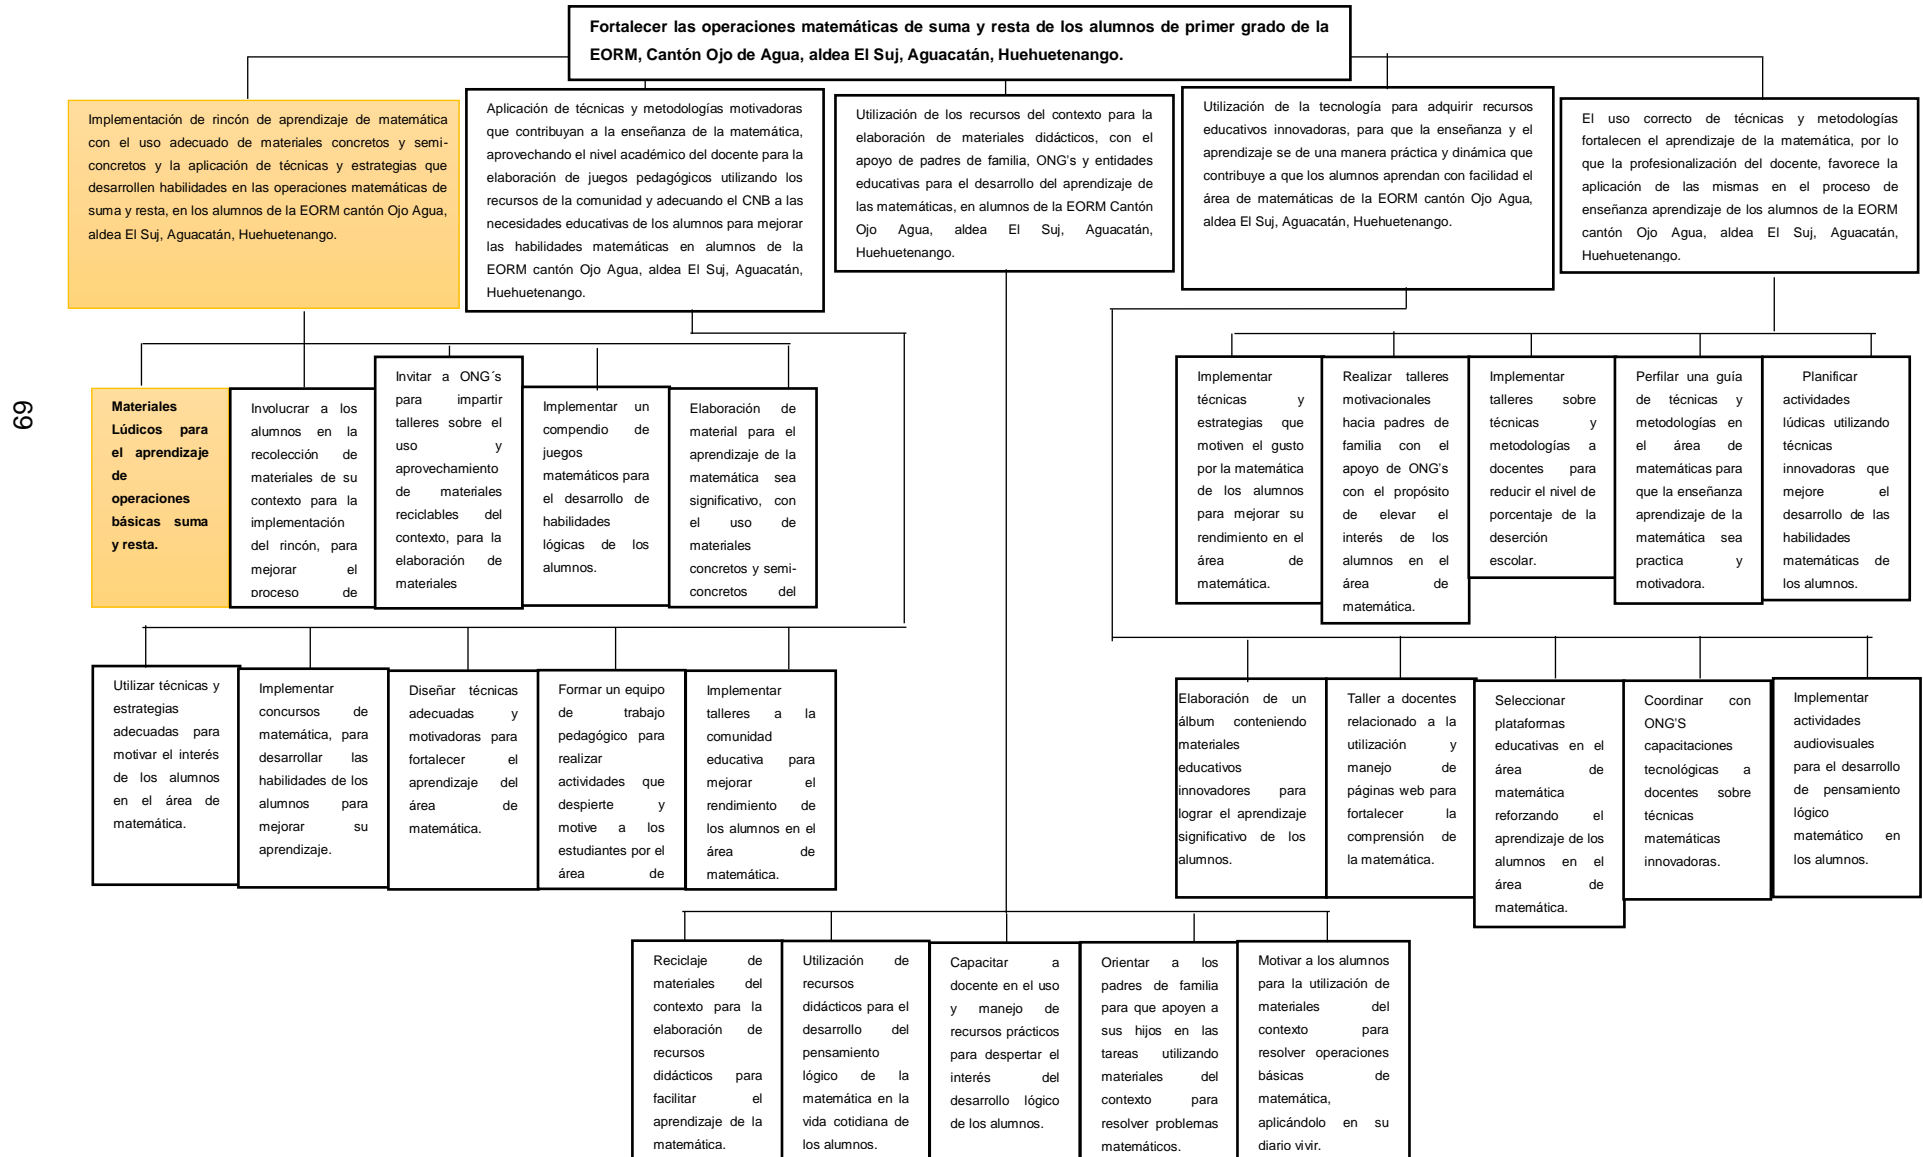 Fortalecer las operaciones matemáticas de suma y resta de los alumnos de primer grado de la
EORM, Cantón Ojo de Agua, aldea El Suj, Aguacatán, Huehuetenango.
Implementación de rincón de aprendizaje de matemática
con el uso adecuado de materiales concretos y semi-
concretos y la aplicación de técnicas y estrategias que
desarrollen habilidades en las operaciones matemáticas de
suma y resta, en los alumnos de la EORM cantón Ojo Agua,
aldea El Suj, Aguacatán, Huehuetenango.
Aplicación de técnicas y metodologías motivadoras
que contribuyan a la enseñanza de la matemática,
aprovechando el nivel académico del docente para la
elaboración de juegos pedagógicos utilizando los
recursos de la comunidad y adecuando el CNB a las
necesidades educativas de los alumnos para mejorar
las habilidades matemáticas en alumnos de la
EORM cantón Ojo Agua, aldea El Suj, Aguacatán,
Huehuetenango.
Utilización de los recursos del contexto para la
elaboración de materiales didácticos, con el
apoyo de padres de familia, ONG's y entidades
educativas para el desarrollo del aprendizaje de
las matemáticas, en alumnos de la EORM Cantón
Ojo Agua, aldea El Suj, Aguacatán,
Huehuetenango.
Utilización de la tecnología para adquirir recursos
educativos innovadoras, para que la enseñanza y el
aprendizaje se de una manera práctica y dinámica que
contribuye a que los alumnos aprendan con facilidad el
área de matemáticas de la EORM cantón Ojo Agua,
aldea El Suj, Aguacatán, Huehuetenango.
El uso correcto de técnicas y metodologías
fortalecen el aprendizaje de la matemática, por lo
que la profesionalización del docente, favorece la
aplicación de las mismas en el proceso de
enseñanza aprendizaje de los alumnos de la EORM
cantón Ojo Agua, aldea El Suj, Aguacatán,
Huehuetenango.
69
Materiales
Lúdicos para
el aprendizaje
de
operaciones
básicas suma
y resta.
Involucrar a los
alumnos en la
recolección de
materiales de su
contexto para la
implementación
del rincón, para
mejorar el
proceso de
Invitar a ONG´s
para impartir
talleres sobre el
uso y
aprovechamiento
de materiales
reciclables del
contexto, para la
elaboración de
materiales
Implementar un
compendio de
juegos
matemáticos para
el desarrollo de
habilidades
lógicas de los
alumnos.
Elaboración de
material para el
aprendizaje de la
matemática sea
significativo, con
el uso de
materiales
concretos y semi-
concretos del
Implementar
técnicas y
estrategias que
motiven el gusto
por la matemática
de los alumnos
para mejorar su
rendimiento en el
área de
matemática.
Realizar talleres
motivacionales
hacia padres de
familia con el
apoyo de ONG's
con el propósito
de elevar el
interés de los
alumnos en el
área de
matemática.
Implementar
talleres sobre
técnicas y
metodologías a
docentes para
reducir el nivel de
porcentaje de la
deserción
escolar.
Perfilar una guía
de técnicas y
metodologías en
el área de
matemáticas para
que la enseñanza
aprendizaje de la
matemática sea
practica y
motivadora.
Planificar
actividades
lúdicas utilizando
técnicas
innovadoras que
mejore el
desarrollo de las
habilidades
matemáticas de
los alumnos.
Utilizar técnicas y
estrategias
adecuadas para
motivar el interés
de los alumnos
en el área de
matemática.
Implementar
concursos de
matemática, para
desarrollar las
habilidades de los
alumnos para
mejorar su
aprendizaje.
Diseñar técnicas
adecuadas y
motivadoras para
fortalecer el
aprendizaje del
área de
matemática.
Formar un equipo
de trabajo
pedagógico para
realizar
actividades que
despierte y
motive a los
estudiantes por el
área de
Implementar
talleres a la
comunidad
educativa para
mejorar el
rendimiento de
los alumnos en el
área de
matemática.
Elaboración de un
álbum conteniendo
materiales
educativos
innovadores para
lograr el aprendizaje
significativo de los
alumnos.
Taller a docentes
relacionado a la
utilización y
manejo de
páginas web para
fortalecer la
comprensión de
la matemática.
Seleccionar
plataformas
educativas en el
área de
matemática
reforzando el
aprendizaje de los
alumnos en el
área de
matemática.
Coordinar con
ONG'S
capacitaciones
tecnológicas a
docentes sobre
técnicas
matemáticas
innovadoras.
Implementar
actividades
audiovisuales
para el desarrollo
de pensamiento
lógico
matemático en
los alumnos.
Reciclaje de
materiales del
contexto para la
elaboración de
recursos
didácticos para
facilitar el
aprendizaje de la
matemática.
Utilización de
recursos
didácticos para el
desarrollo del
pensamiento
lógico de la
matemática en la
vida cotidiana de
los alumnos.
Capacitar a
docente en el uso
y manejo de
recursos prácticos
para despertar el
interés del
desarrollo lógico
de los alumnos.
Orientar a los
padres de familia
para que apoyen a
sus hijos en las
tareas utilizando
materiales del
contexto para
resolver problemas
matemáticos.
Motivar a los alumnos
para la utilización de
materiales del
contexto para
resolver operaciones
básicas de
matemática,
aplicándolo en su
diario vivir.